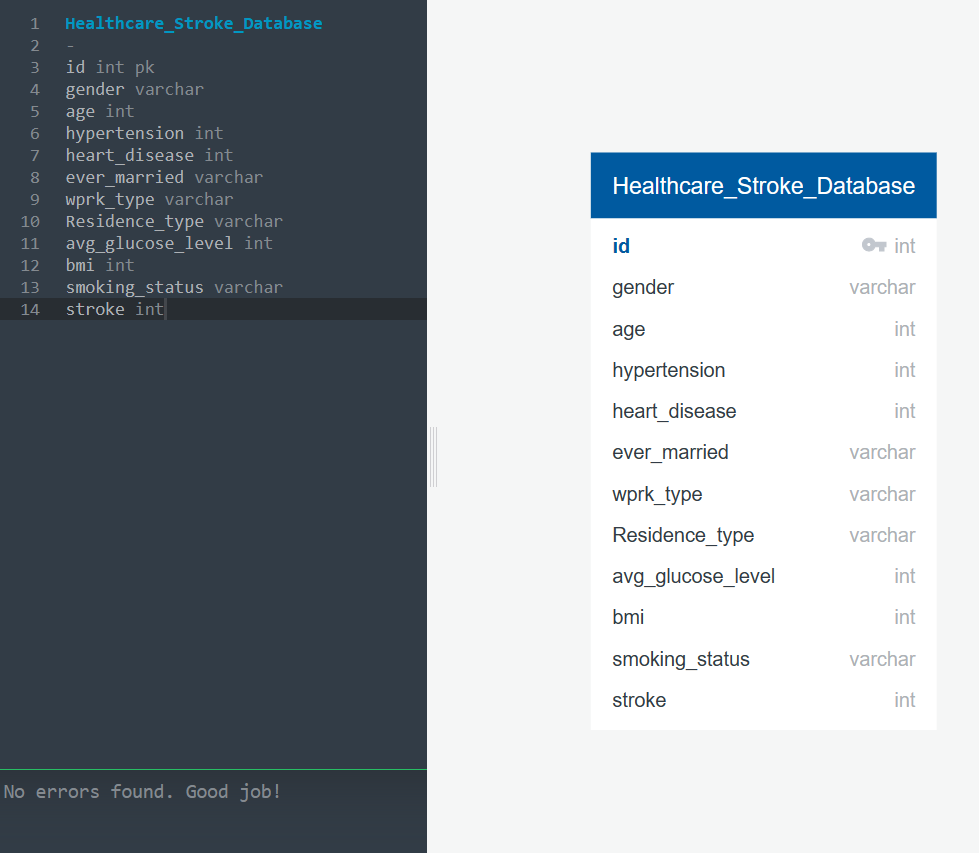 1 Healthcare_Stroke_Database
2 -
3 id int pk
4 gender varchar
5 age int
6 hypertension int
7 heart_disease int
8 ever_married varchar
9 wprk_type varchar
10 Residence_type varchar
11 avg_glucose_level int
12 bmi int
13 smoking_status varchar
14 stroke int
No errors found. Good job!
Healthcare_Stroke_Database
id int
gender varchar
age int
hypertension int
heart_disease int
ever_married varchar
wprk_type varchar
Residence_type varchar
avg_glucose_level int
bmi int
smoking_status varchar
stroke int